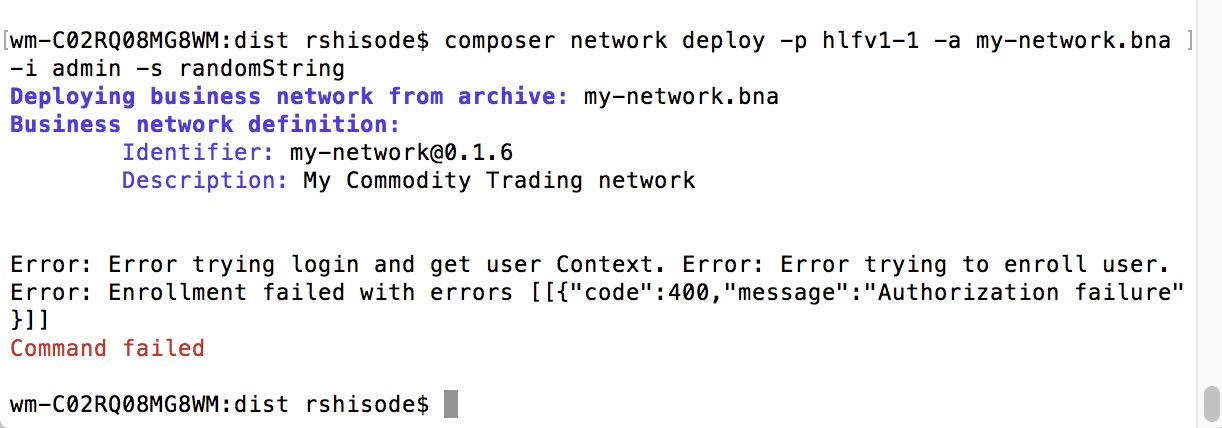 [wm-C02RQ08MG8WM:dist rshisode$ composer network deploy -p hlfv1-1 -a my-network.bna ]
-i admin -s randomString
Deploying business network from archive: my-network.bna
Business network definition:
Identifier: my-network@0.1.6
Description: My Commodity Trading network
Error: Error trying login and get user Context. Error: Error trying to enroll user.
Error: Enrollment failed with errors [[{"code":400,"message":"Authorization failure"
}]]
Command failed
wm-C02RQ08MG8WM:dist rshisode$